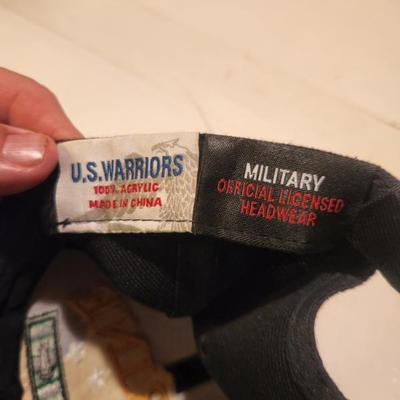 U.S. WARRIORS
100% ACRYLIC
MADE IN CHINA
MILITARY
OFFICIAL LICENSED
HEADWEAR